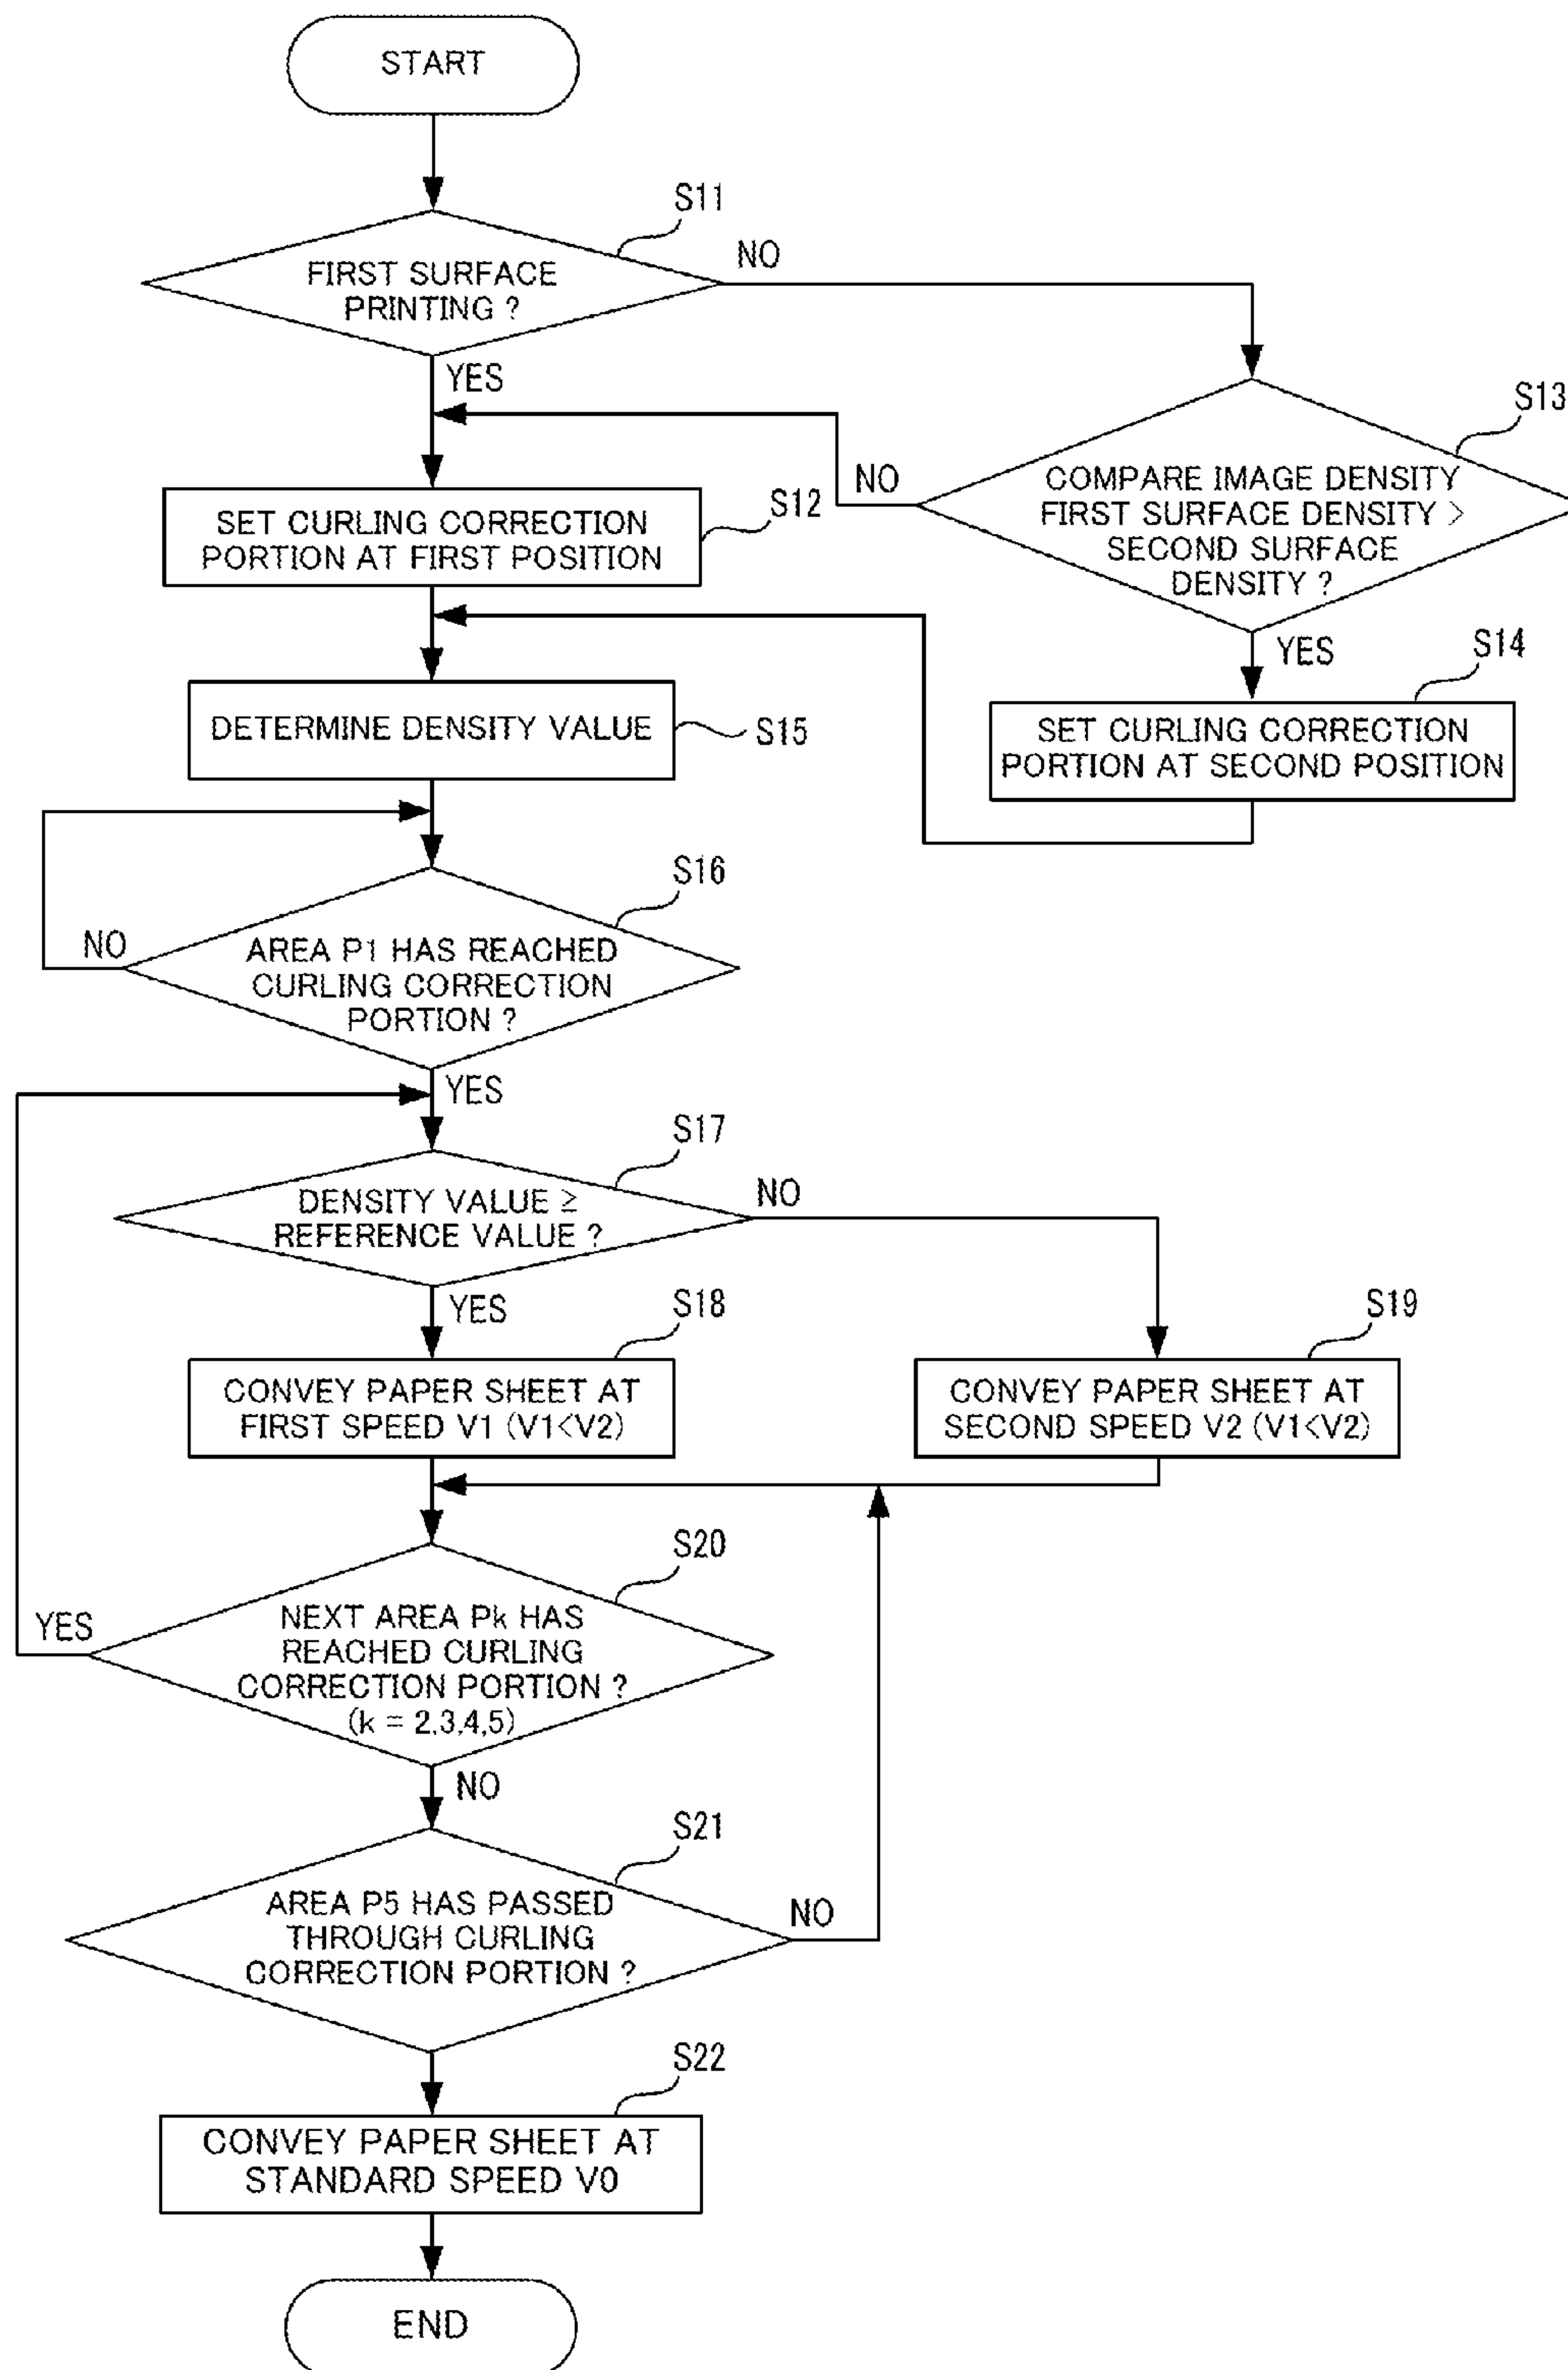 START
S11
FIRST SURFACE
PRINTING ?
NO
YES
S13
COMPARE IMAGE DENSITY
FIRST SURFACE DENSITY >
SECOND SURFACE
DENSITY ?
NO
S12
SET CURLING CORRECTION
PORTION AT FIRST POSITION
YES
S14
SET CURLING CORRECTION
PORTION AT SECOND POSITION
DETERMINE DENSITY VALUE
S15
S16
NO
AREA P1 HAS REACHED
CURLING CORRECTION
PORTION ?
YES
S17
DENSITY VALUE ≥
REFERENCE VALUE ?
NO
YES
S18
CONVEY PAPER SHEET AT
FIRST SPEED V1 (V1<V2)
S19
CONVEY PAPER SHEET AT
SECOND SPEED V2 (V1<V2)
S20
YES
NEXT AREA Pk HAS
REACHED CURLING
CORRECTION PORTION ?
(k = 2,3,4,5)
NO
S21
AREA P5 HAS PASSED
THROUGH CURLING
CORRECTION PORTION ?
NO
S22
CONVEY PAPER SHEET AT
STANDARD SPEED V0
END